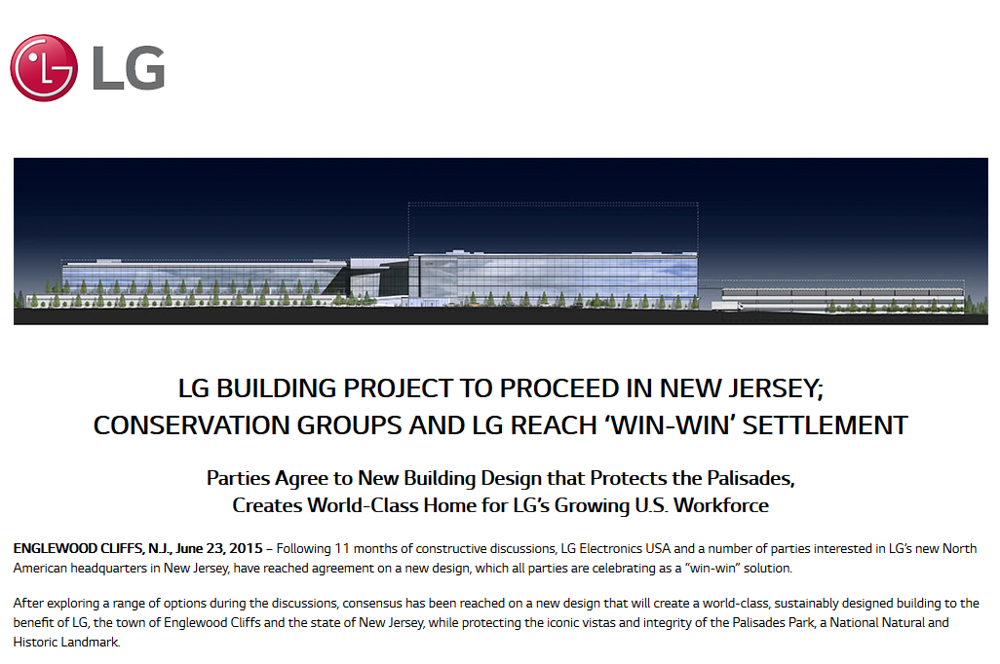 LG
LG BUILDING PROJECT TO PROCEED IN NEW JERSEY;
CONSERVATION GROUPS AND LG REACH ‘WIN-WIN’ SETTLEMENT
Parties Agree to New Building Design that Protects the Palisades,
Creates World-Class Home for LG’s Growing U.S. Workforce
ENGLEWOOD CLIFFS, N.J., June 23, 2015 – Following 11 months of constructive discussions, LG Electronics USA and a number of parties interested in LG’s new North
American headquarters in New Jersey, have reached agreement on a new design, which all parties are celebrating as a “win-win” solution.
After exploring a range of options during the discussions, consensus has been reached on a new design that will create a world-class, sustainably designed building to the
benefit of LG, the town of Englewood Cliffs and the state of New Jersey, while protecting the iconic vistas and integrity of the Palisades Park, a National Natural and
Historic Landmark.